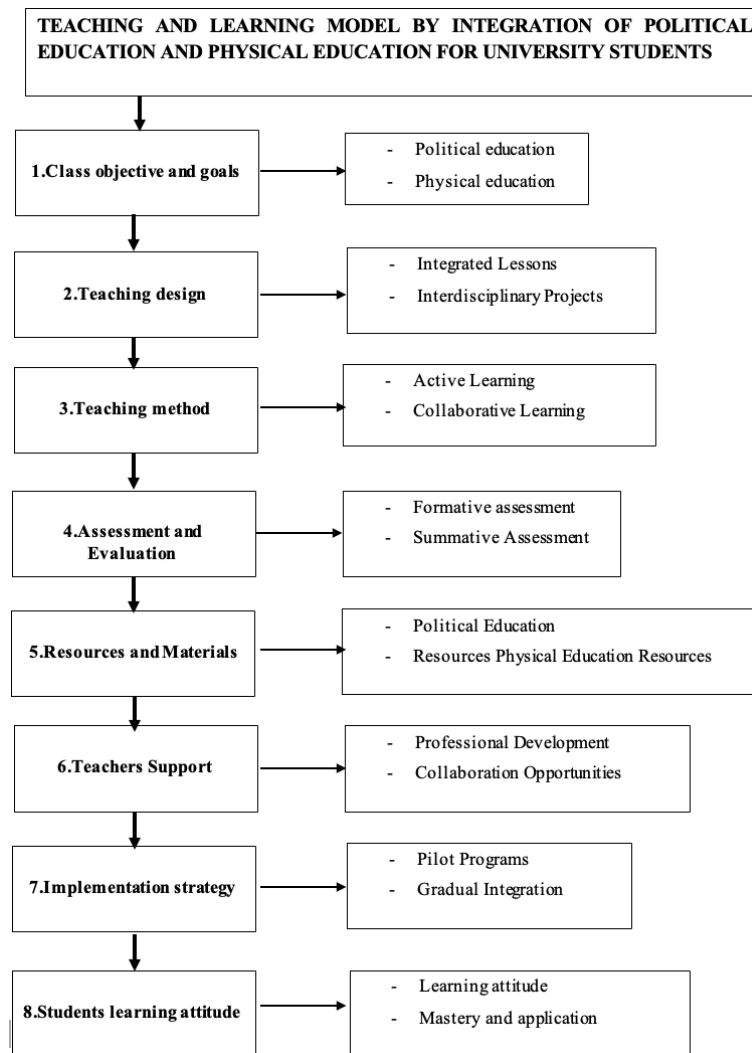 TEACHING AND LEARNING MODEL BY INTEGRATION OF POLITICAL
EDUCATION AND PHYSICAL EDUCATION FOR UNIVERSITY STUDENTS
1.Class objective and goals
- Political education
- Physical education
2.Teaching design
- Integrated Lessons
- Interdisciplinary Projects
3.Teaching method
- Active Learning
- Collaborative Learning
4.Assessment and
Evaluation
- Formative assessment
- Summative Assessment
5.Resources and Materials
- Political Education
- Resources Physical Education Resources
6.Teachers Support
- Professional Development
- Collaboration Opportunities
7.Implementation strategy
- Pilot Programs
- Gradual Integration
8.Students learning attitude
- Learning attitude
- Mastery and application